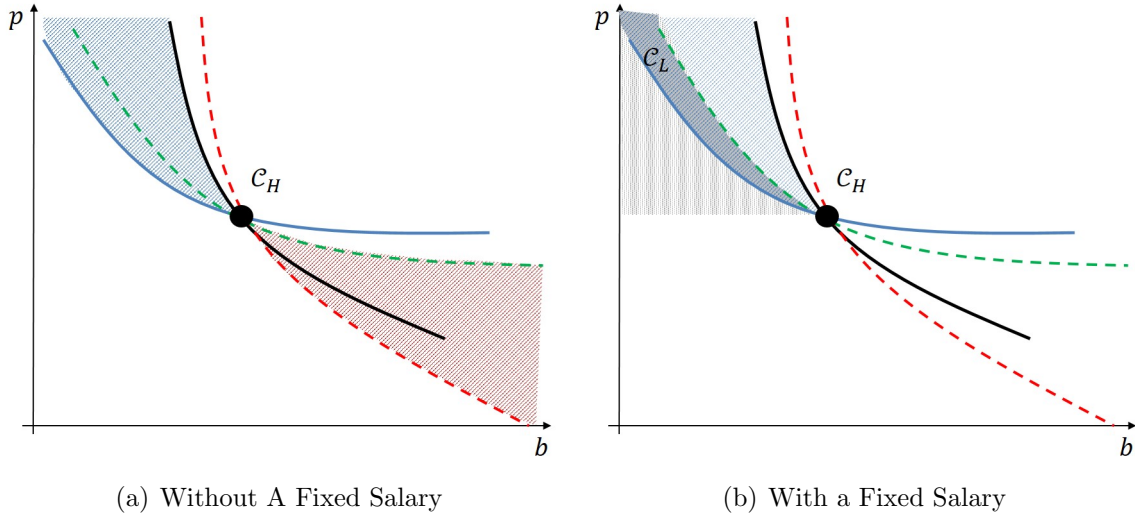 p
𝒞_H
b
(a) Without A Fixed Salary
p
𝒞_L
𝒞_H
b
(b) With a Fixed Salary